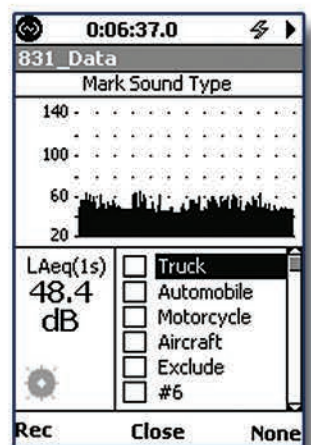 0:06:37.0
831_Data
Mark Sound Type
140
100
60
20
LAeq(1s)
48.4
dB
Truck
Automobile
Motorcycle
Aircraft
Exclude
#6
Rec Close None